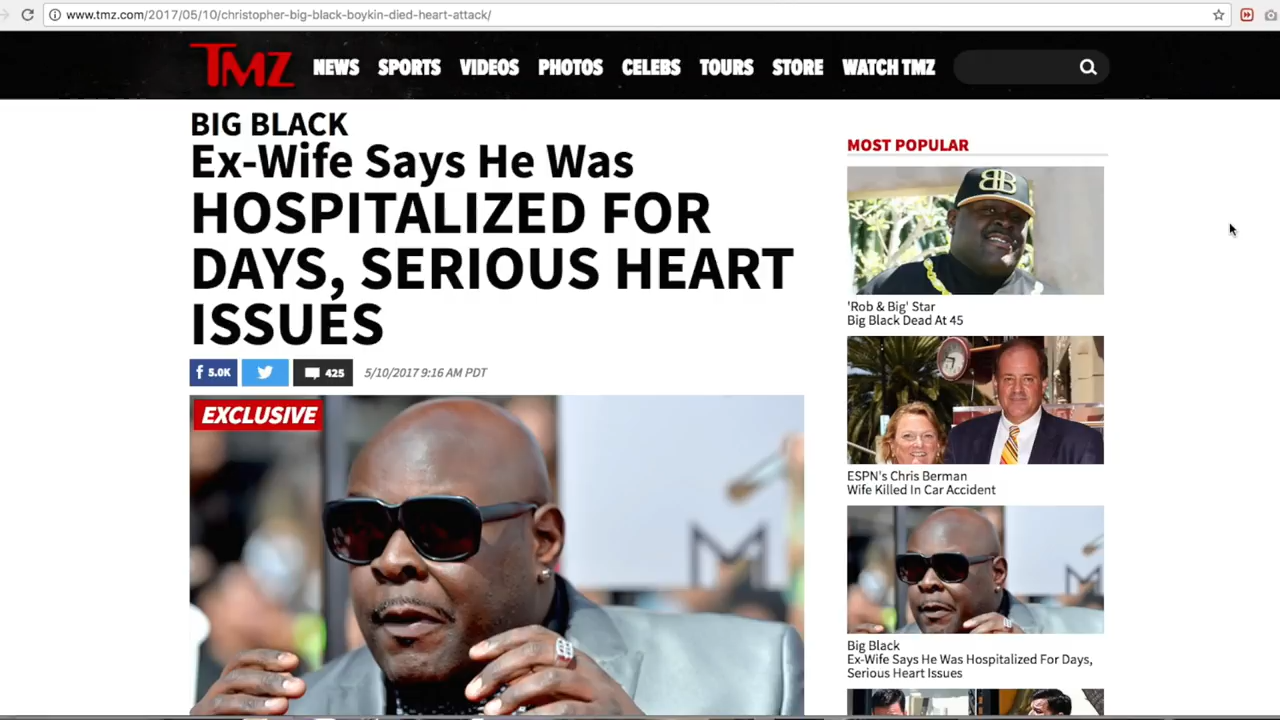 www.tmz.com/2017/05/10/christopher-big-black-boykin-died-heart-attack/
TMZ NEWS SPORTS VIDEOS PHOTOS CELEBS TOURS STORE WATCH TMZ
BIG BLACK
Ex-Wife Says He Was
HOSPITALIZED FOR
DAYS, SERIOUS HEART
ISSUES
5.0K 425 5/10/2017 9:16 AM PDT
EXCLUSIVE
MOST POPULAR
'Rob & Big' Star
Big Black Dead At 45
ESPN's Chris Berman
Wife Killed In Car Accident
Big Black
Ex-Wife Says He Was Hospitalized For Days,
Serious Heart Issues